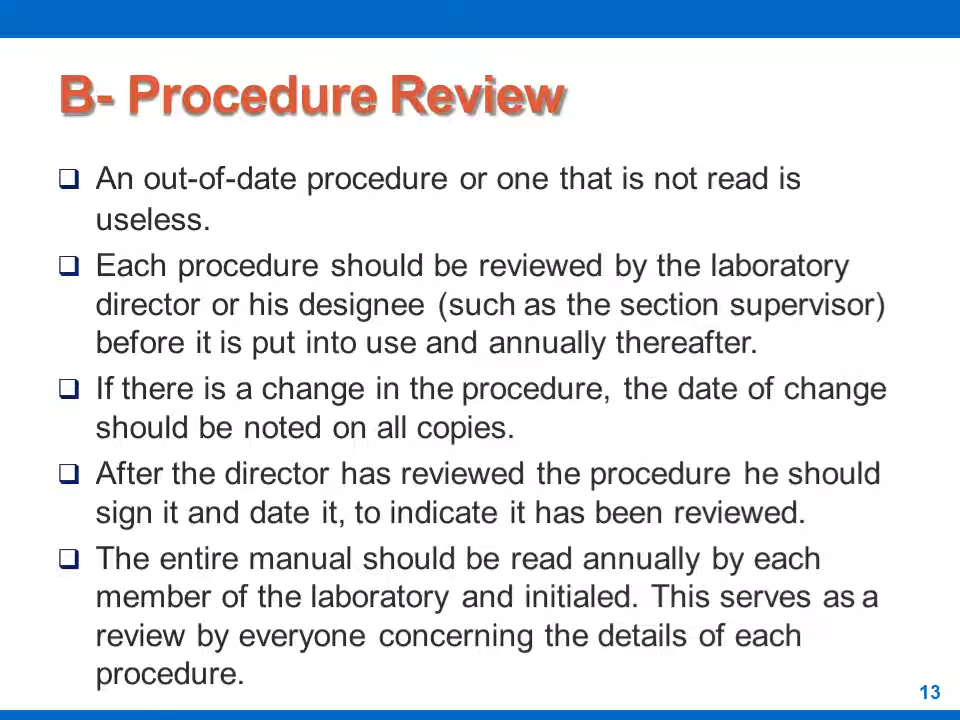 B- Procedure Review
❑ An out-of-date procedure or one that is not read is
useless.
❑ Each procedure should be reviewed by the laboratory
director or his designee (such as the section supervisor)
before it is put into use and annually thereafter.
❑ If there is a change in the procedure, the date of change
should be noted on all copies.
❑ After the director has reviewed the procedure he should
sign it and date it, to indicate it has been reviewed.
❑ The entire manual should be read annually by each
member of the laboratory and initialed. This serves as a
review by everyone concerning the details of each
procedure.
13